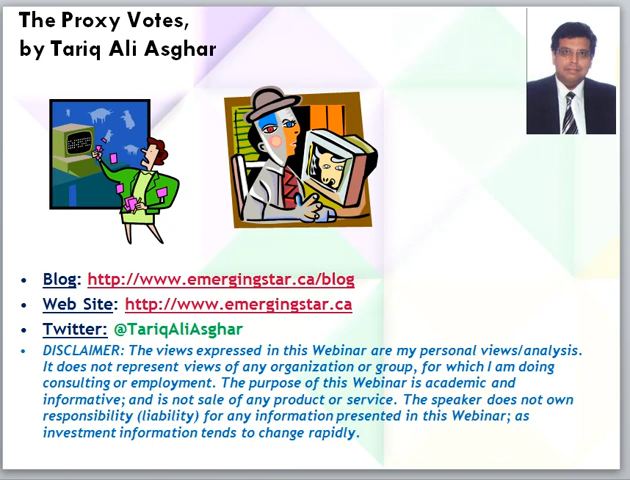 The Proxy Votes,
by Tariq Ali Asghar
• Blog: http://www.emergingstar.ca/blog
• Web Site: http://www.emergingstar.ca
• Twitter: @TariqAliAsghar
• DISCLAIMER: The views expressed in this Webinar are my personal views/analysis.
It does not represent views of any organization or group, for which I am doing
consulting or employment. The purpose of this Webinar is academic and
informative; and is not sale of any product or service. The speaker does not own
responsibility (liability) for any information presented in this Webinar; as
investment information tends to change rapidly.